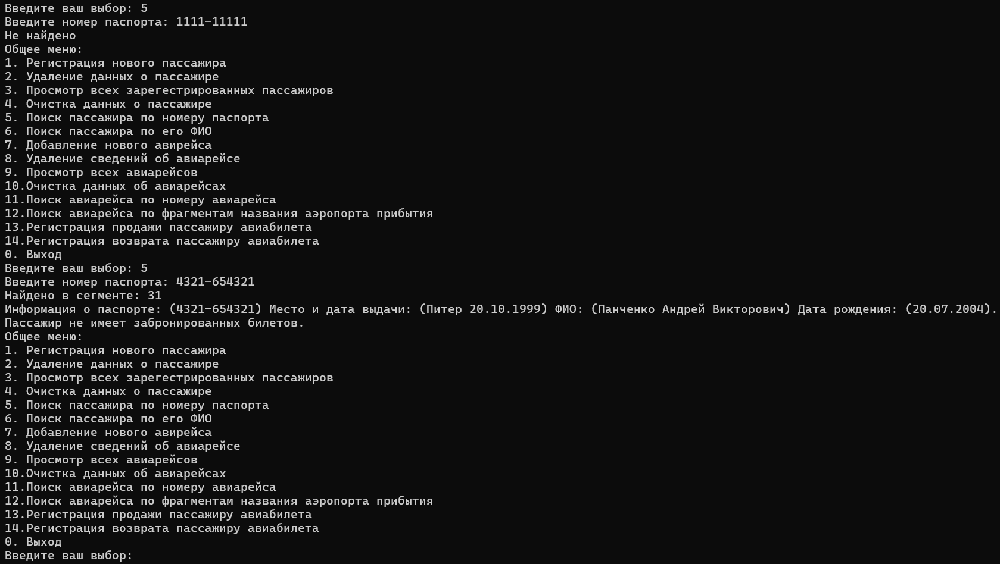 Введите ваш выбор: 5
Введите номер паспорта: 1111-11111
Не найдено
Общее меню:
1. Регистрация нового пассажира
2. Удаление данных о пассажире
3. Просмотр всех зарегестрированных пассажиров
4. Очистка данных о пассажире
5. Поиск пассажира по номеру паспорта
6. Поиск пассажира по его ФИО
7. Добавление нового авирейса
8. Удаление сведений об авиарейсе
9. Просмотр всех авиарейсов
10.Очистка данных об авиарейсах
11.Поиск авиарейса по номеру авиарейса
12.Поиск авиарейса по фрагментам названия аэропорта прибытия
13.Регистрация продажи пассажиру авиабилета
14.Регистрация возврата пассажиру авиабилета
0. Выход
Введите ваш выбор: 5
Введите номер паспорта: 4321-654321
Найдено в сегменте: 31
Информация о паспорте: (4321-654321) Место и дата выдачи: (Питер 20.10.1999) ФИО: (Панченко Андрей Викторович) Дата рождения: (20.07.2004).
Пассажир не имеет забронированных билетов.
Общее меню:
1. Регистрация нового пассажира
2. Удаление данных о пассажире
3. Просмотр всех зарегестрированных пассажиров
4. Очистка данных о пассажире
5. Поиск пассажира по номеру паспорта
6. Поиск пассажира по его ФИО
7. Добавление нового авирейса
8. Удаление сведений об авиарейсе
9. Просмотр всех авиарейсов
10.Очистка данных об авиарейсах
11.Поиск авиарейса по номеру авиарейса
12.Поиск авиарейса по фрагментам названия аэропорта прибытия
13.Регистрация продажи пассажиру авиабилета
14.Регистрация возврата пассажиру авиабилета
0. Выход
Введите ваш выбор: